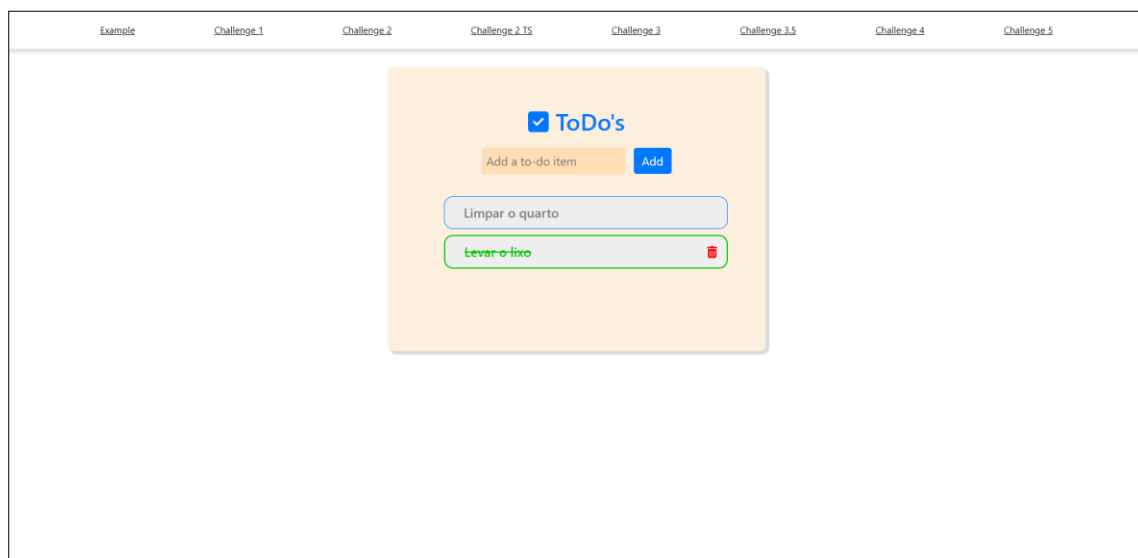 Example Challenge 1 Challenge 2 Challenge 2 TS Challenge 3 Challenge 3.5 Challenge 4 Challenge 5
ToDo's
Add a to-do item Add
Limpar o quarto
Levar o lixo